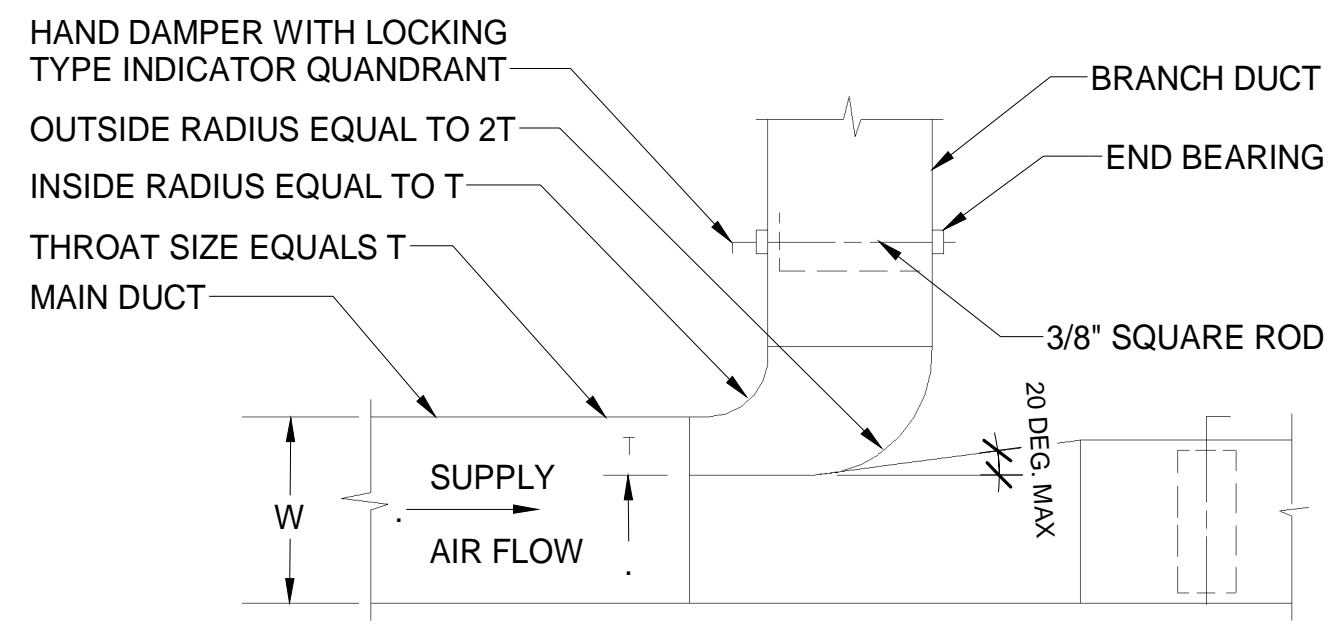 HAND DAMPER WITH LOCKING
TYPE INDICATOR QUANDRANT
OUTSIDE RADIUS EQUAL TO 2T
INSIDE RADIUS EQUAL TO T
THROAT SIZE EQUALS T
MAIN DUCT
BRANCH DUCT
END BEARING
3/8" SQUARE ROD
20 DEG. MAX
T
SUPPLY
AIR FLOW
W